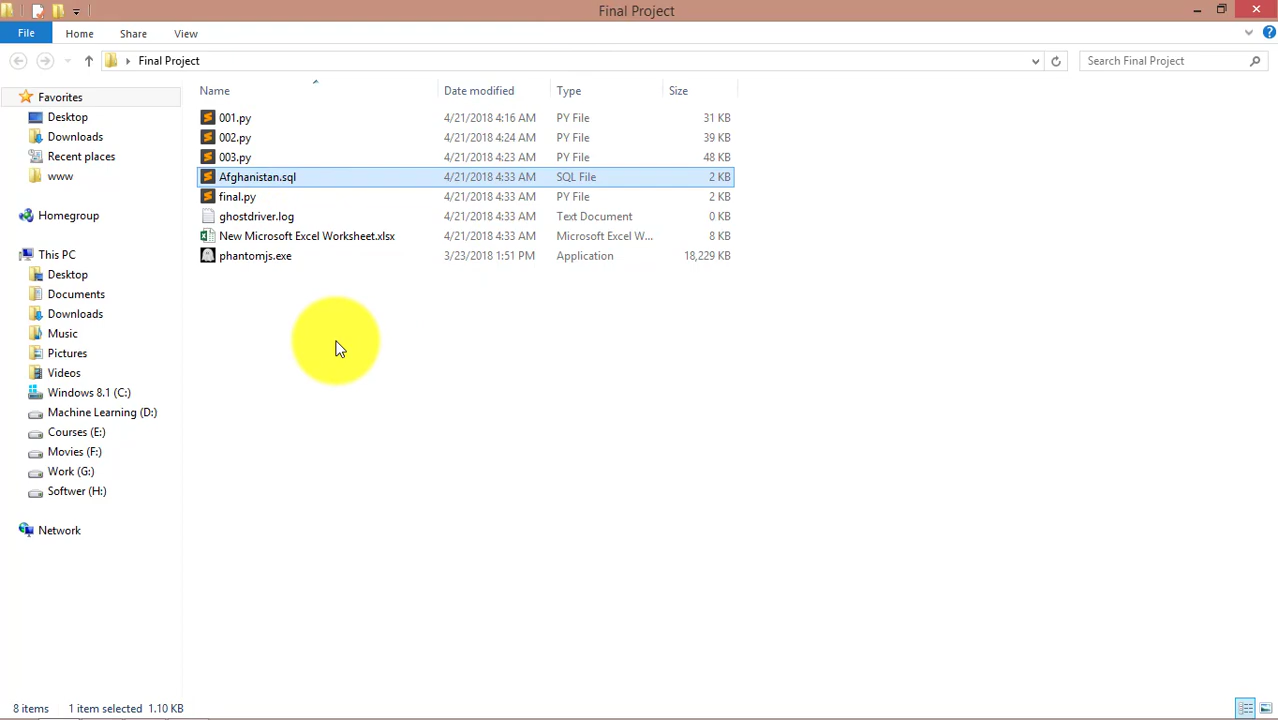 Final Project
File Home Share View
Final Project Search Final Project
Name Date modified Type Size
Favorites
Desktop
Downloads
Recent places
www
Homegroup
This PC
Desktop
Documents
Downloads
Music
Pictures
Videos
Windows 8.1 (C:)
Machine Learning (D:)
Courses (E:)
Movies (F:)
Work (G:)
Softwer (H:)
Network
001.py 4/21/2018 4:16 AM PY File 31 KB
002.py 4/21/2018 4:24 AM PY File 39 KB
003.py 4/21/2018 4:23 AM PY File 48 KB
Afghanistan.sql 4/21/2018 4:33 AM SQL File 2 KB
final.py 4/21/2018 4:33 AM PY File 2 KB
ghostdriver.log 4/21/2018 4:33 AM Text Document 0 KB
New Microsoft Excel Worksheet.xlsx 4/21/2018 4:33 AM Microsoft Excel W... 8 KB
phantomjs.exe 3/23/2018 1:51 PM Application 18,229 KB
8 items 1 item selected 1.10 KB